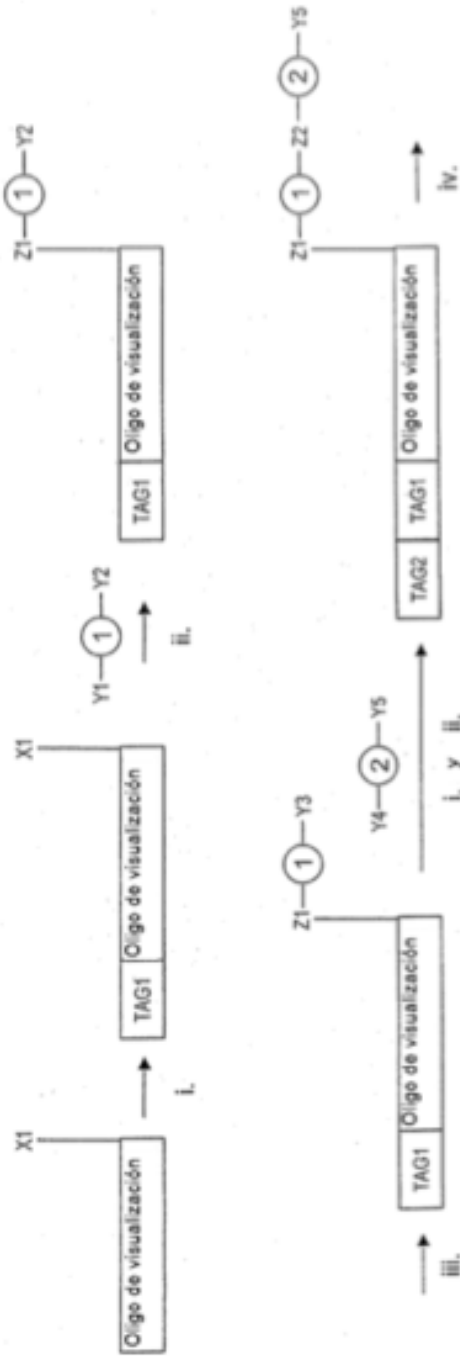 X1
Oligo de visualización
i.
X1
TAG1 Oligo de visualización
Y1 1 Y2
ii.
Z1 1 Y2
TAG1 Oligo de visualización
iii.
Z1 1 Y3
TAG1 Oligo de visualización
Y4 2 Y5
i. y ii.
Z1 1 Z2 2 Y5
TAG2 TAG1 Oligo de visualización
iv.